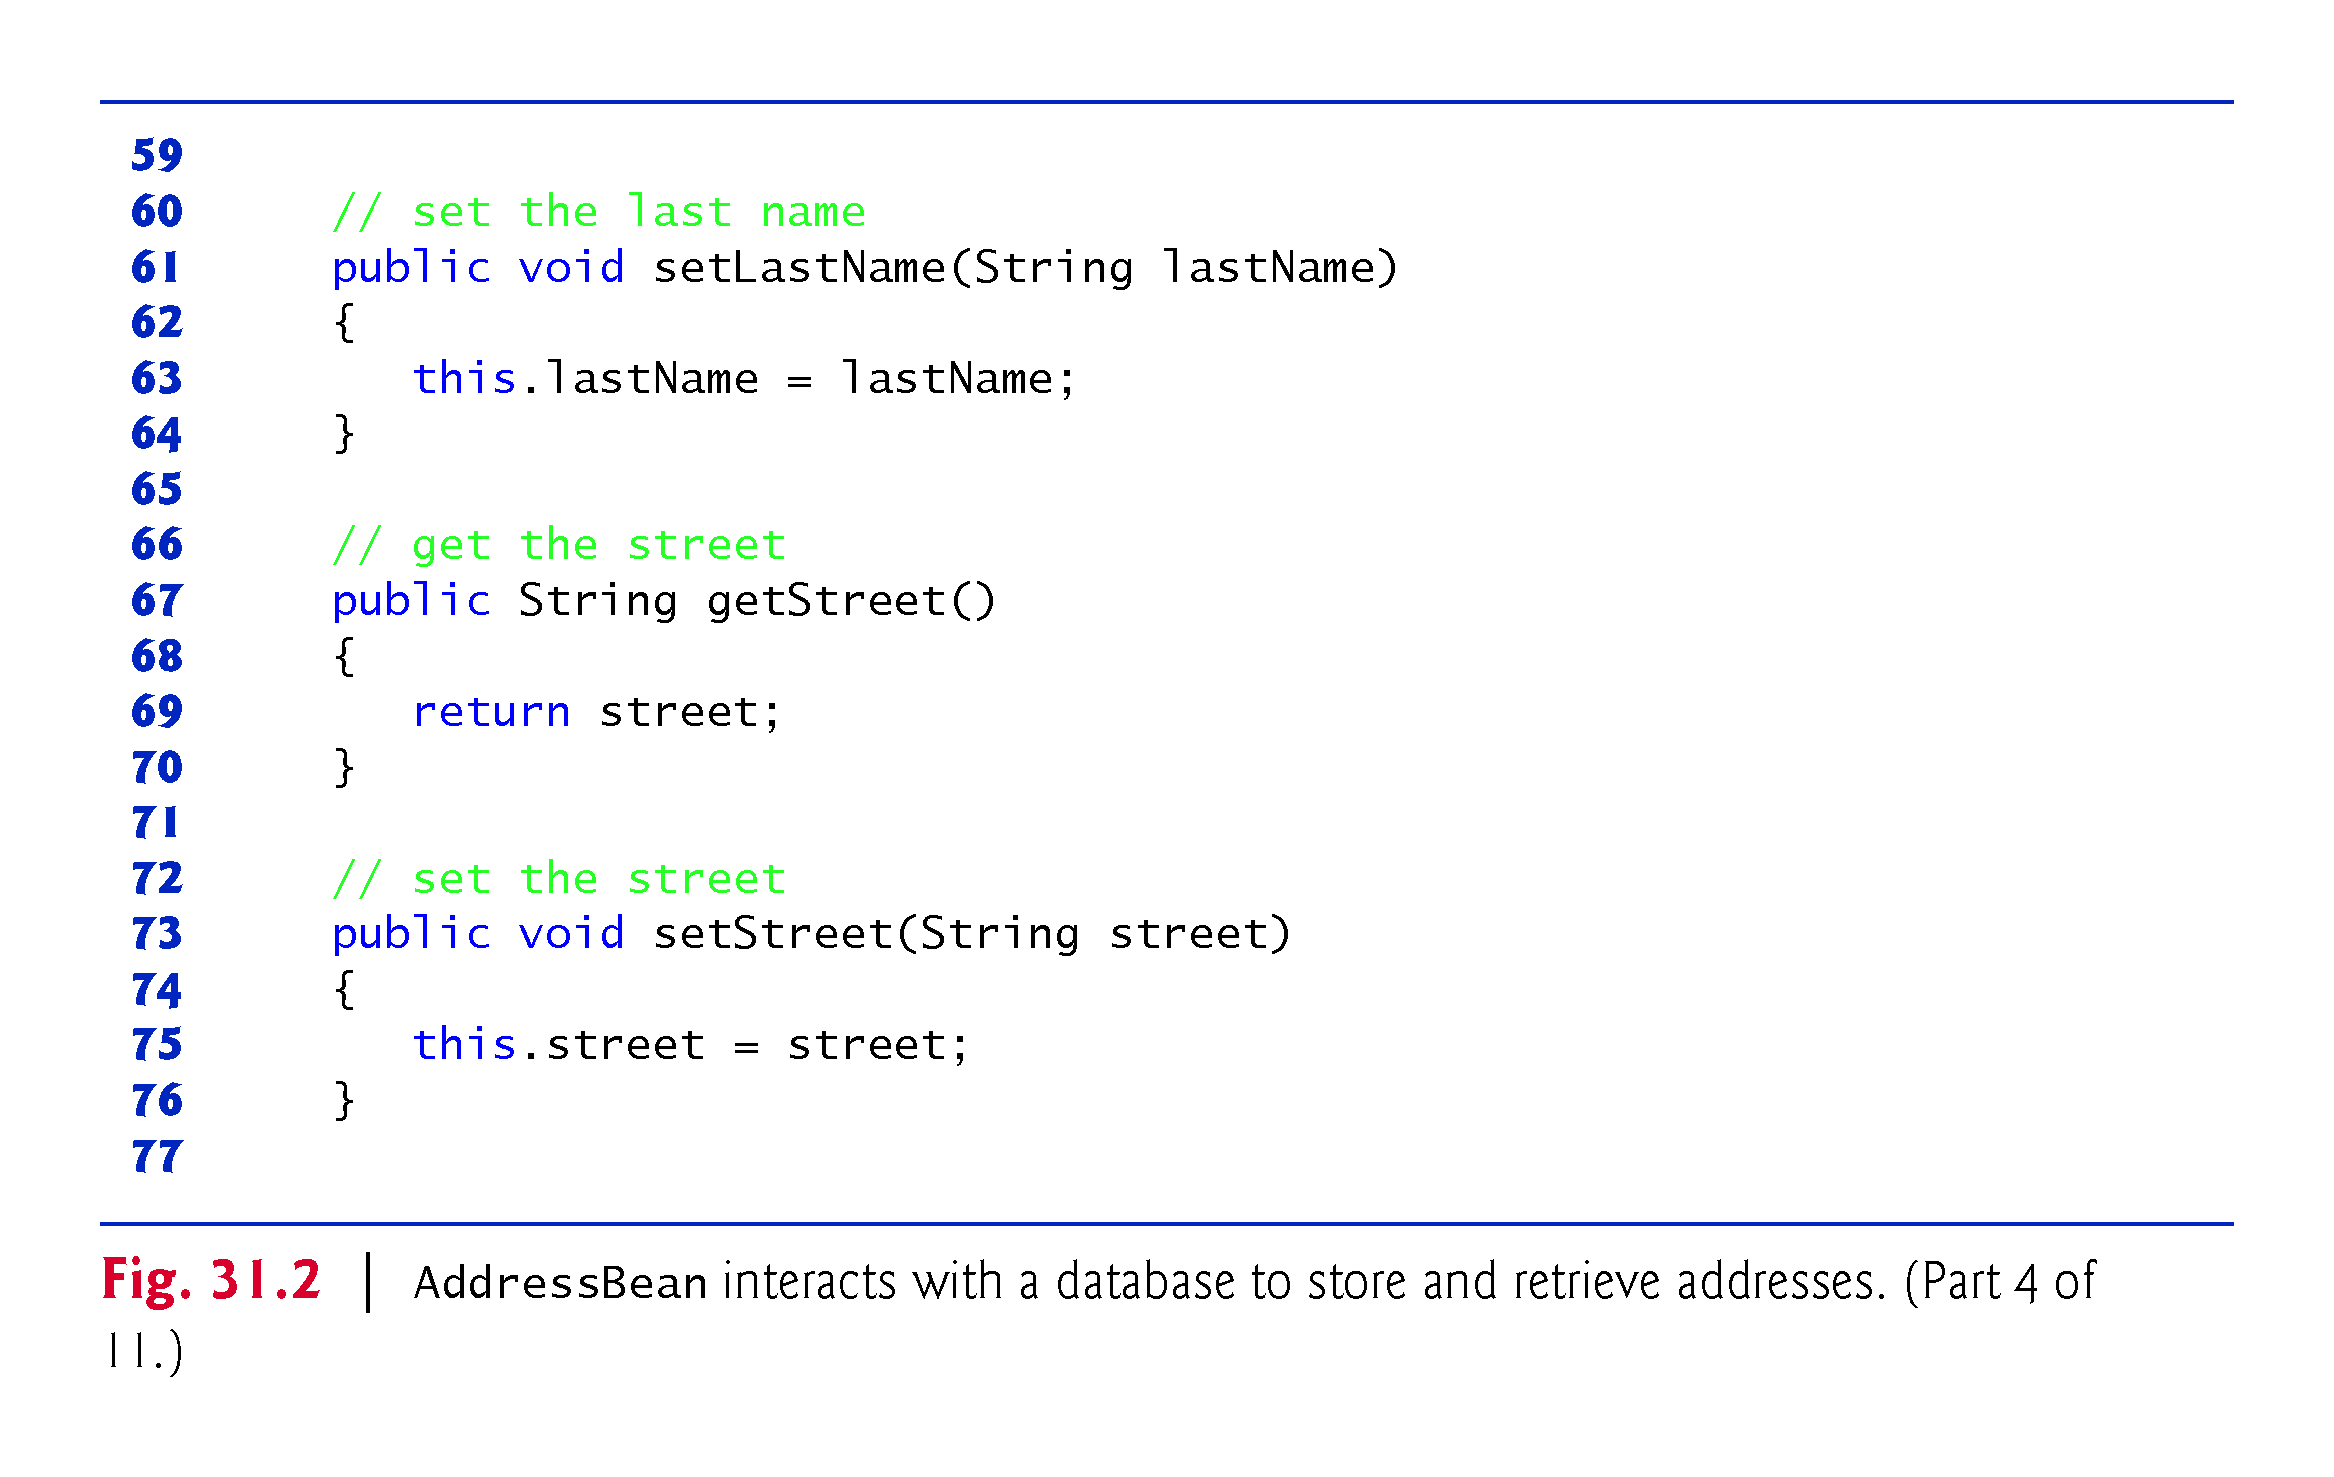 59
60 // set the last name
61 public void setLastName(String lastName)
62 {
63 this.lastName = lastName;
64 }
65
66 // get the street
67 public String getStreet()
68 {
69 return street;
70 }
71
72 // set the street
73 public void setStreet(String street)
74 {
75 this.street = street;
76 }
77
Fig. 31.2 | AddressBean interacts with a database to store and retrieve addresses. (Part 4 of
11.)